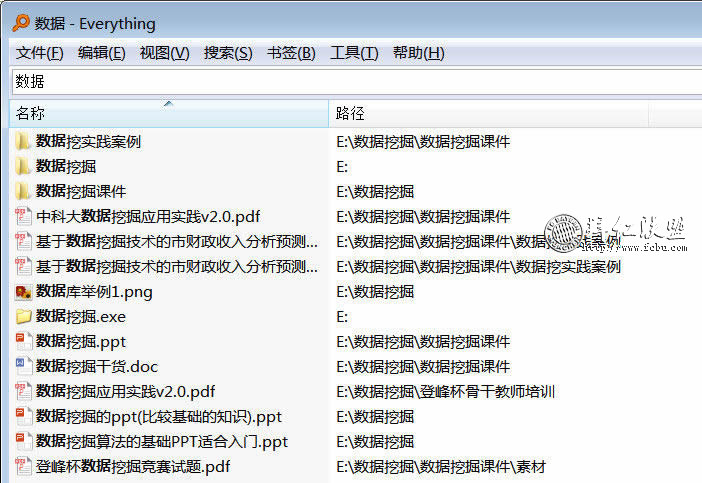 数据 - Everything
文件(F) 编辑(E) 视图(V) 搜索(S) 书签(B) 工具(T) 帮助(H)
数据
名称 路径
数据挖实践案例 E:\数据挖掘\数据挖掘课件
数据挖掘 E:
数据挖掘课件 E:\数据挖掘
中科大数据挖掘应用实践v2.0.pdf E:\数据挖掘\数据挖掘课件
基于数据挖掘技术的市财政收入分析预测... E:\数据挖掘\数据挖掘课件\数据挖实践案例
基于数据挖掘技术的市财政收入分析预测... E:\数据挖掘\数据挖掘课件\数据挖实践案例
数据库举例1.png E:\数据挖掘
数据挖掘.exe E:
数据挖掘.ppt E:\数据挖掘\数据挖掘课件
数据挖掘干货.doc E:\数据挖掘\数据挖掘课件
数据挖掘应用实践v2.0.pdf E:\数据挖掘\登峰杯骨干教师培训
数据挖掘的ppt(比较基础的知识).ppt E:\数据挖掘
数据挖掘算法的基础PPT适合入门.ppt E:\数据挖掘
登峰杯数据挖掘竞赛试题.pdf E:\数据挖掘\数据挖掘课件\素材
联盟
http://www.fcbu.com